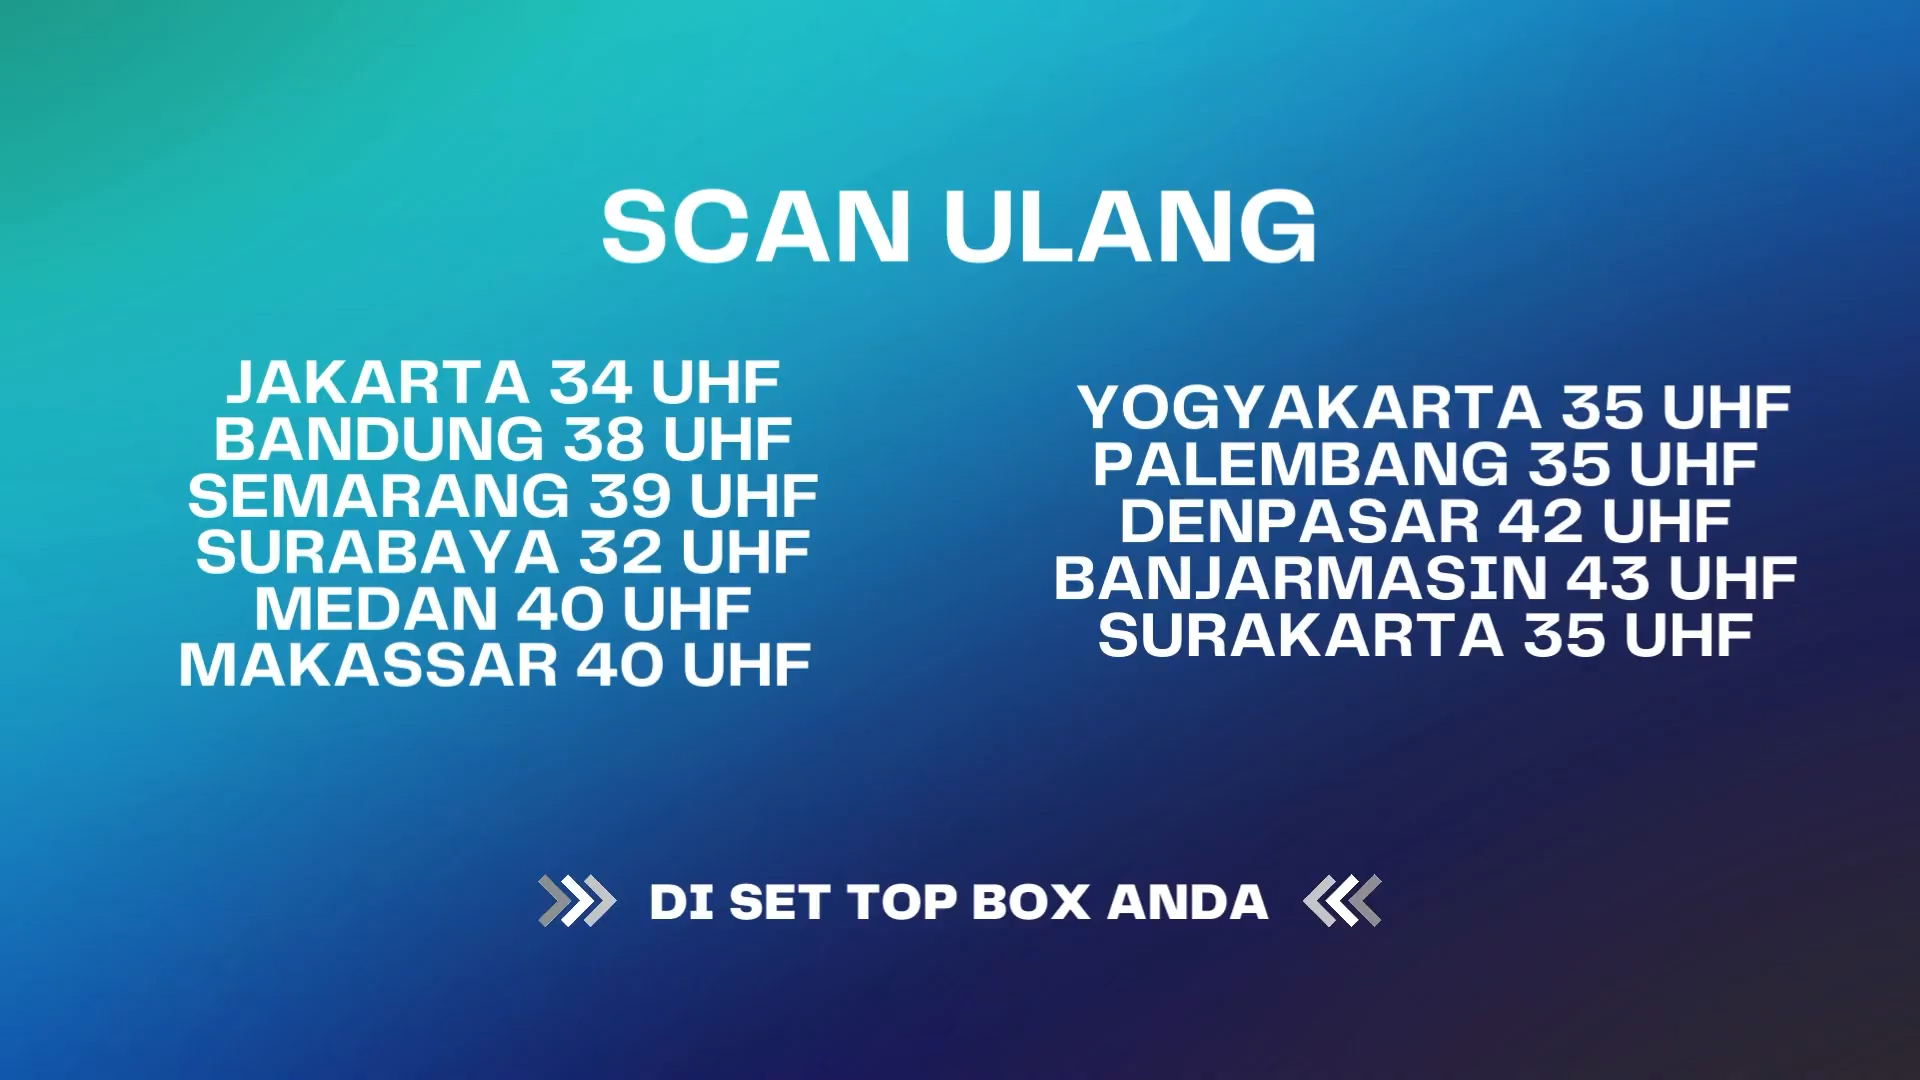 SCAN ULANG
JAKARTA 34 UHF
BANDUNG 38 UHF
SEMARANG 39 UHF
SURABAYA 32 UHF
MEDAN 40 UHF
MAKASSAR 40 UHF
YOGYAKARTA 35 UHF
PALEMBANG 35 UHF
DENPASAR 42 UHF
BANJARMASIN 43 UHF
SURAKARTA 35 UHF
DI SET TOP BOX ANDA